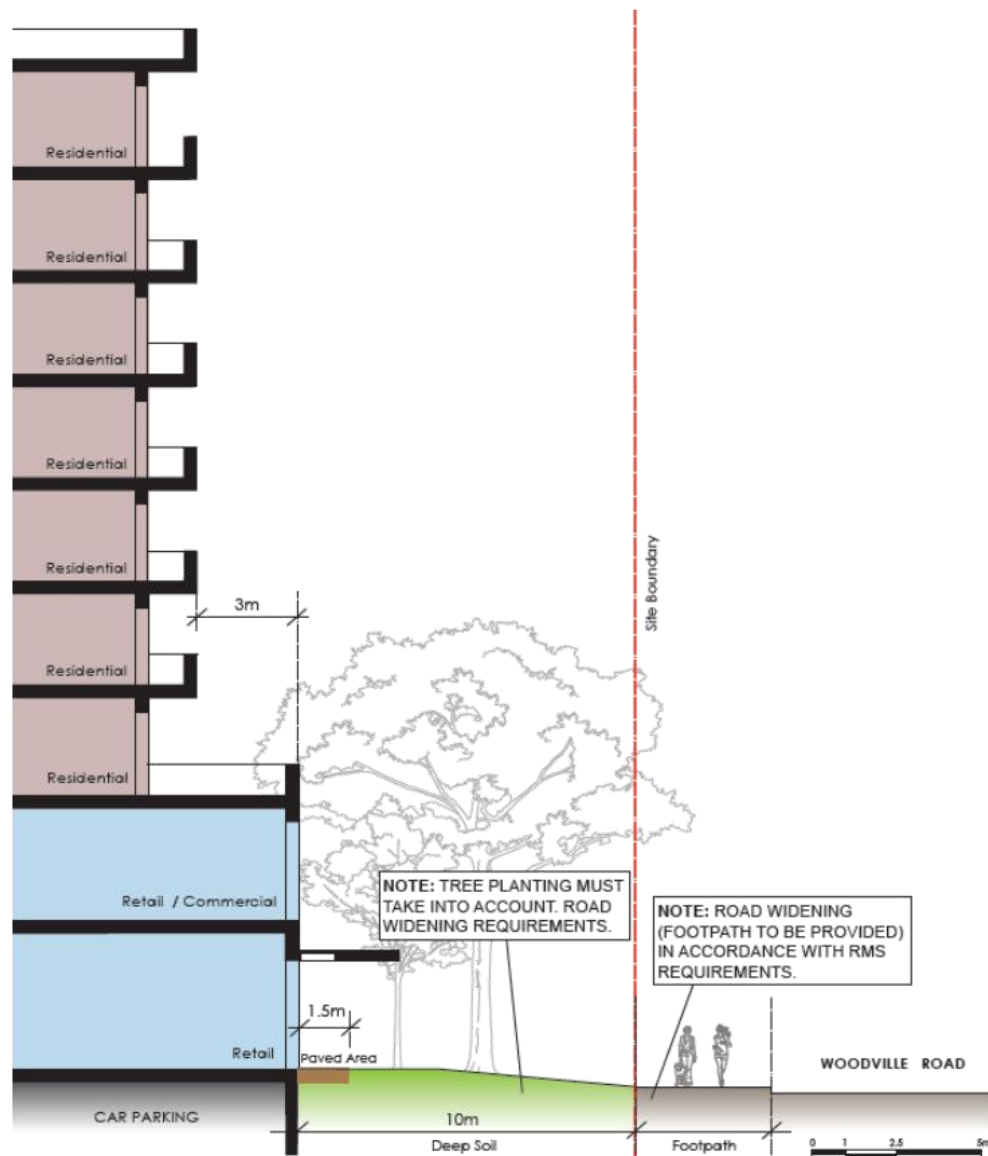 Residential
Residential
Residential
Residential
Residential
3m
Residential
Site Boundary
Residential
Retail / Commercial
NOTE: TREE PLANTING MUST
TAKE INTO ACCOUNT. ROAD
WIDENING REQUIREMENTS.
NOTE: ROAD WIDENING
(FOOTPATH TO BE PROVIDED)
IN ACCORDANCE WITH RMS
REQUIREMENTS.
1.5m
Retail
Paved Area
WOODVILLE ROAD
CAR PARKING
10m
Deep Soil
Footpath
0 1 2.5 5m